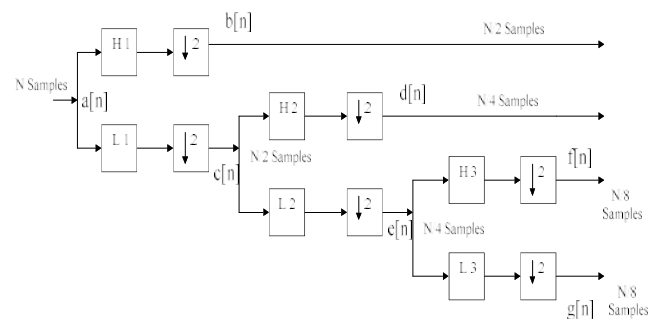 b[n]
N 2 Samples
H 1
2
N Samples
a[n]
d[n]
N 4 Samples
H 2
2
L 1
2
c[n]
N 2 Samples
f[n]
H 3
2
N 8
Samples
L 2
2
e[n]
N 4 Samples
L 3
2
N 8
Samples
g[n]